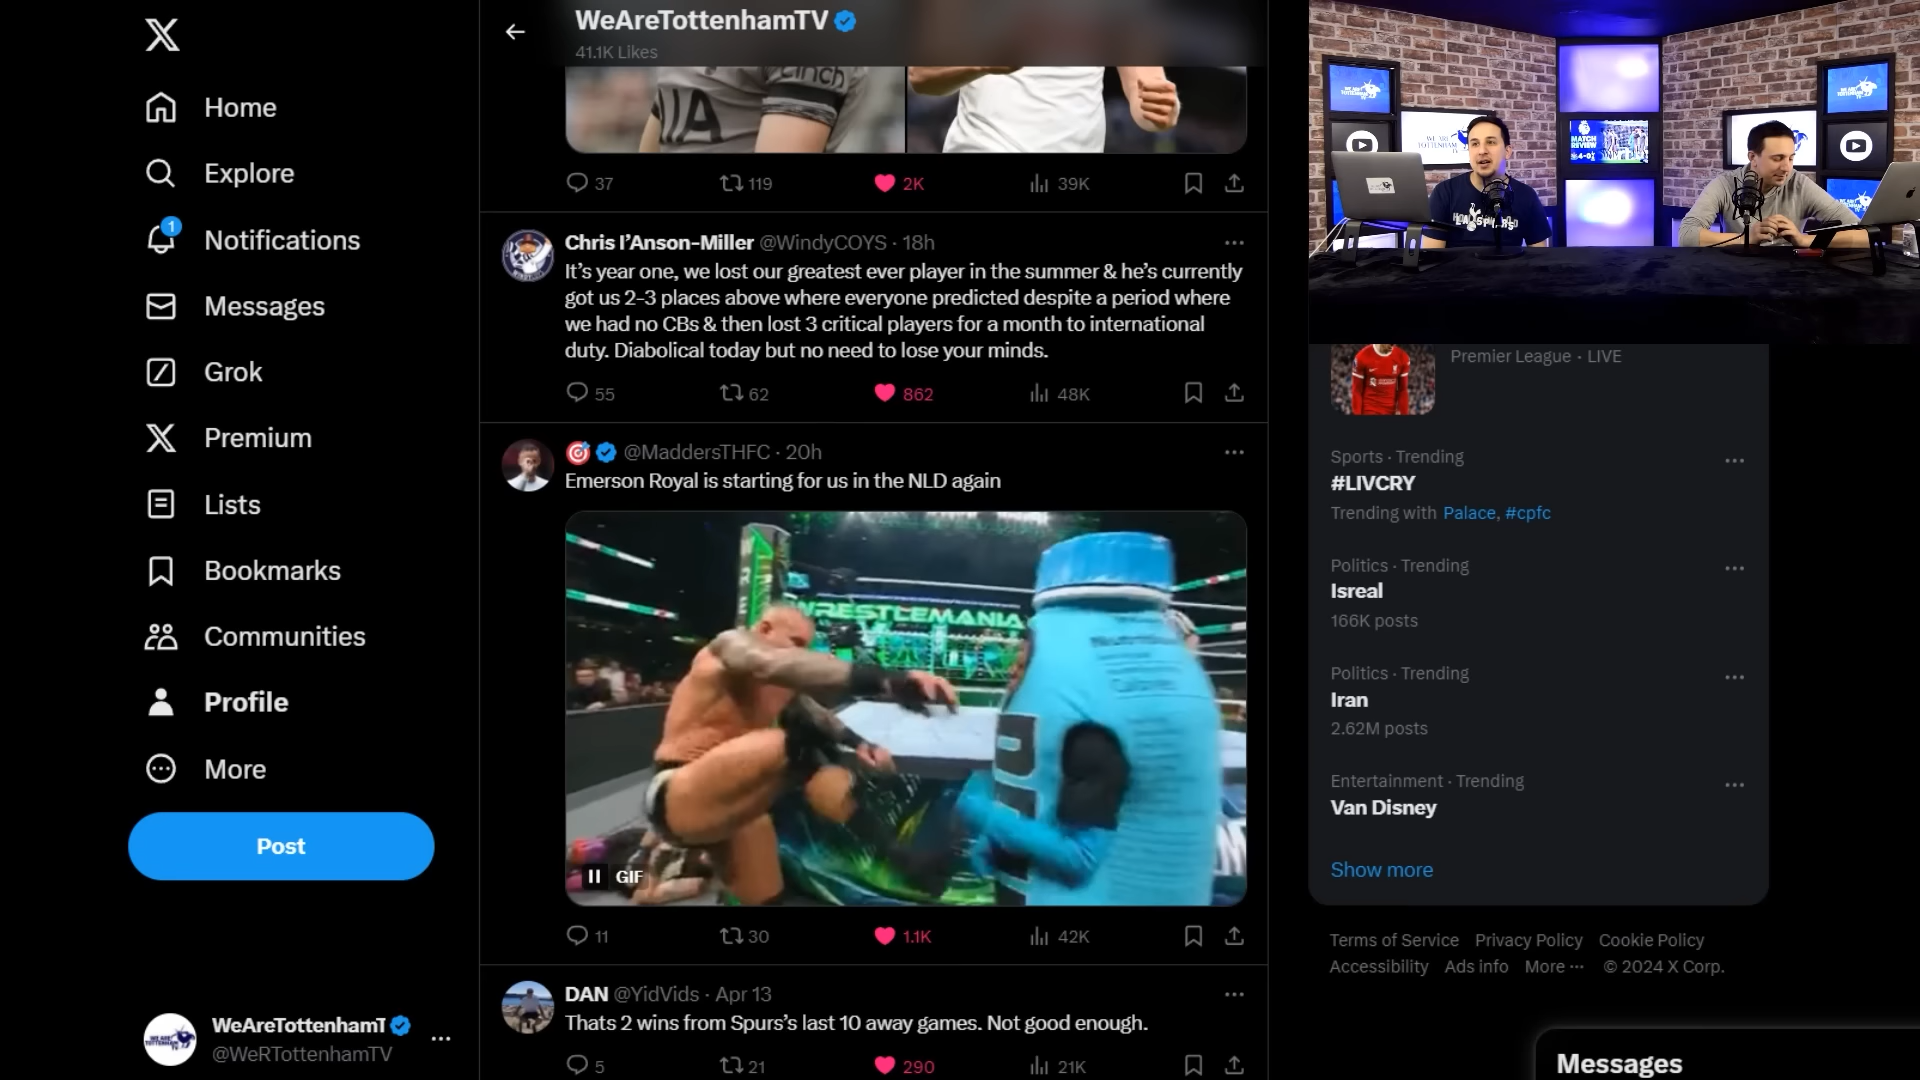 WeAreTottenhamTV
41.1K Likes
cinch
IA
37
119
2K
39K
Chris I’Anson-Miller @WindyCOYS · 18h
It’s year one, we lost our greatest ever player in the summer & he’s currently
got us 2-3 places above where everyone predicted despite a period where
we had no CBs & then lost 3 critical players for a month to international
duty. Diabolical today but no need to lose your minds.
55
62
862
48K
@MaddersTHFC · 20h
Emerson Royal is starting for us in the NLD again
WRESTLEMANIA
GIF
11
30
1.1K
42K
DAN @YidVids · Apr 13
Thats 2 wins from Spurs’s last 10 away games. Not good enough.
5
21
290
21K
Home
Explore
1
Notifications
Messages
Grok
Premium
Lists
Bookmarks
Communities
Profile
More
Post
WeAreTottenhamT
@WeRTottenhamTV
MATCH
REVIEW
4-0
Premier League · LIVE
Sports · Trending
#LIVCRY
Trending with Palace, #cpfc
Politics · Trending
Isreal
166K posts
Politics · Trending
Iran
2.62M posts
Entertainment · Trending
Van Disney
Show more
Terms of Service Privacy Policy Cookie Policy
Accessibility Ads info More ··· © 2024 X Corp.
Messages